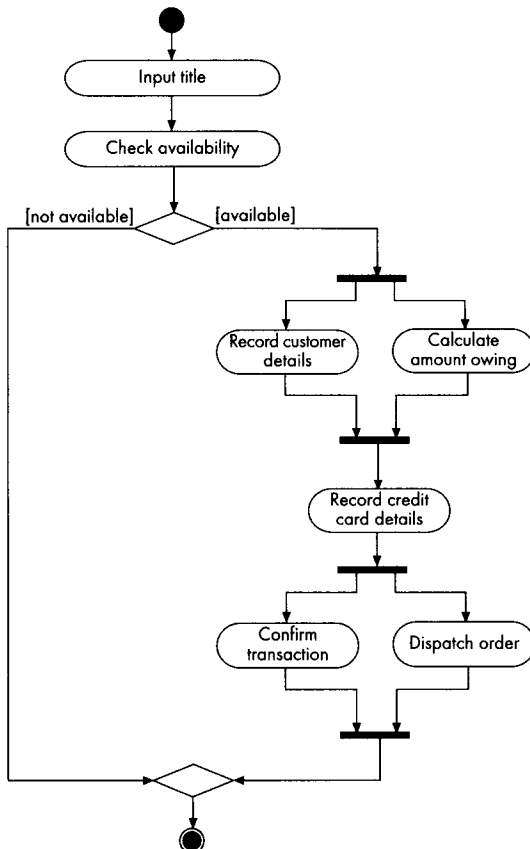 Input title
Check availability
[not available]
[available]
Record customer
details
Calculate
amount owing
Record credit
card details
Confirm
transaction
Dispatch order